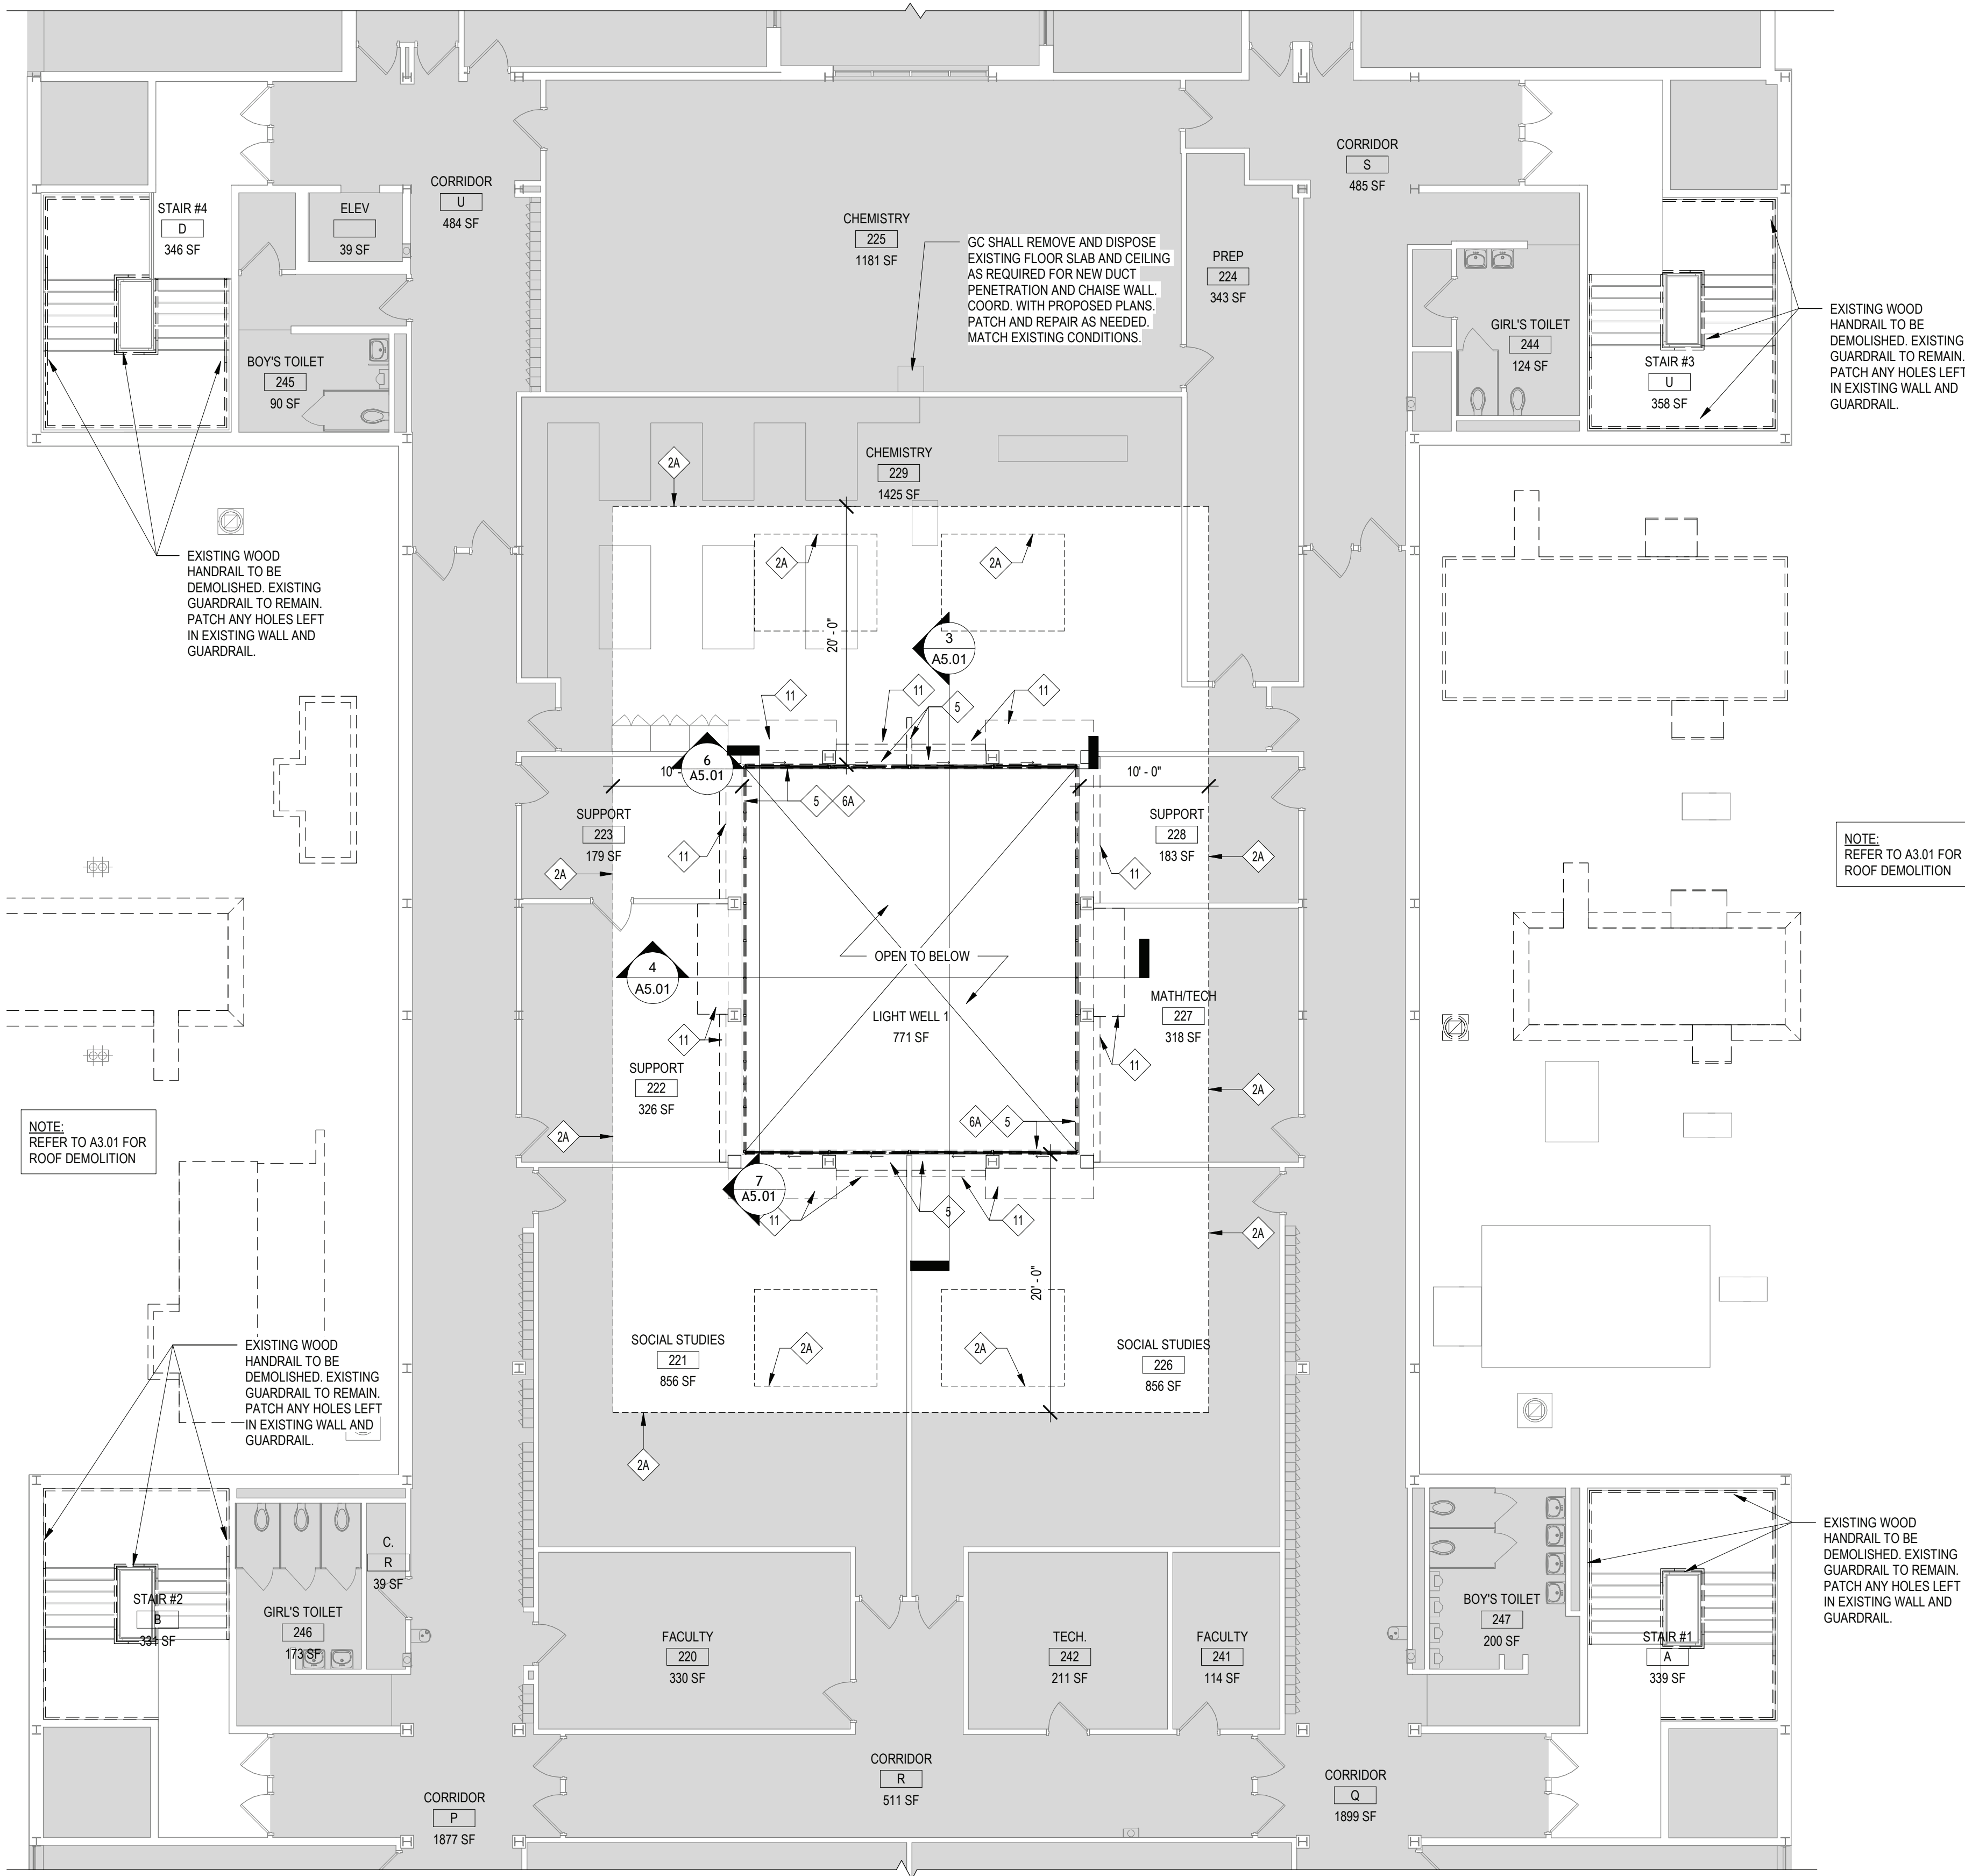 CORRIDOR
U
484 SF
STAIR #4
D
346 SF
ELEV
39 SF
BOY'S TOILET
245
90 SF
CHEMISTRY
225
1181 SF
GC SHALL REMOVE AND DISPOSE
EXISTING FLOOR SLAB AND CEILING
AS REQUIRED FOR NEW DUCT
PENETRATION AND CHAISE WALL.
COORD. WITH PROPOSED PLANS.
PATCH AND REPAIR AS NEEDED.
MATCH EXISTING CONDITIONS.
PREP
224
343 SF
CORRIDOR
S
485 SF
GIRL'S TOILET
244
124 SF
STAIR #3
U
358 SF
EXISTING WOOD
HANDRAIL TO BE
DEMOLISHED. EXISTING
GUARDRAIL TO REMAIN.
PATCH ANY HOLES LEFT
IN EXISTING WALL AND
GUARDRAIL.
EXISTING WOOD
HANDRAIL TO BE
DEMOLISHED. EXISTING
GUARDRAIL TO REMAIN.
PATCH ANY HOLES LEFT
IN EXISTING WALL AND
GUARDRAIL.
2A
CHEMISTRY
229
1425 SF
2A
2A
20' - 0"
3
A5.01
11
11
5
11
6
A5.01
10' -
10' - 0"
5
6A
SUPPORT
223
179 SF
11
2A
SUPPORT
228
183 SF
11
2A
NOTE:
REFER TO A3.01 FOR
ROOF DEMOLITION
4
A5.01
OPEN TO BELOW
MATH/TECH
227
318 SF
LIGHT WELL 1
771 SF
11
11
SUPPORT
222
326 SF
2A
2A
6A
5
NOTE:
REFER TO A3.01 FOR
ROOF DEMOLITION
7
A5.01
11
5
11
2A
20' - 0"
SOCIAL STUDIES
221
856 SF
2A
2A
SOCIAL STUDIES
226
856 SF
2A
EXISTING WOOD
HANDRAIL TO BE
DEMOLISHED. EXISTING
GUARDRAIL TO REMAIN.
PATCH ANY HOLES LEFT
IN EXISTING WALL AND
GUARDRAIL.
EXISTING WOOD
HANDRAIL TO BE
DEMOLISHED. EXISTING
GUARDRAIL TO REMAIN.
PATCH ANY HOLES LEFT
IN EXISTING WALL AND
GUARDRAIL.
C.
R
39 SF
STAIR #2
B
331 SF
GIRL'S TOILET
246
173 SF
FACULTY
220
330 SF
TECH.
242
211 SF
FACULTY
241
114 SF
BOY'S TOILET
247
200 SF
STAIR #1
A
339 SF
CORRIDOR
R
511 SF
CORRIDOR
P
1877 SF
CORRIDOR
Q
1899 SF